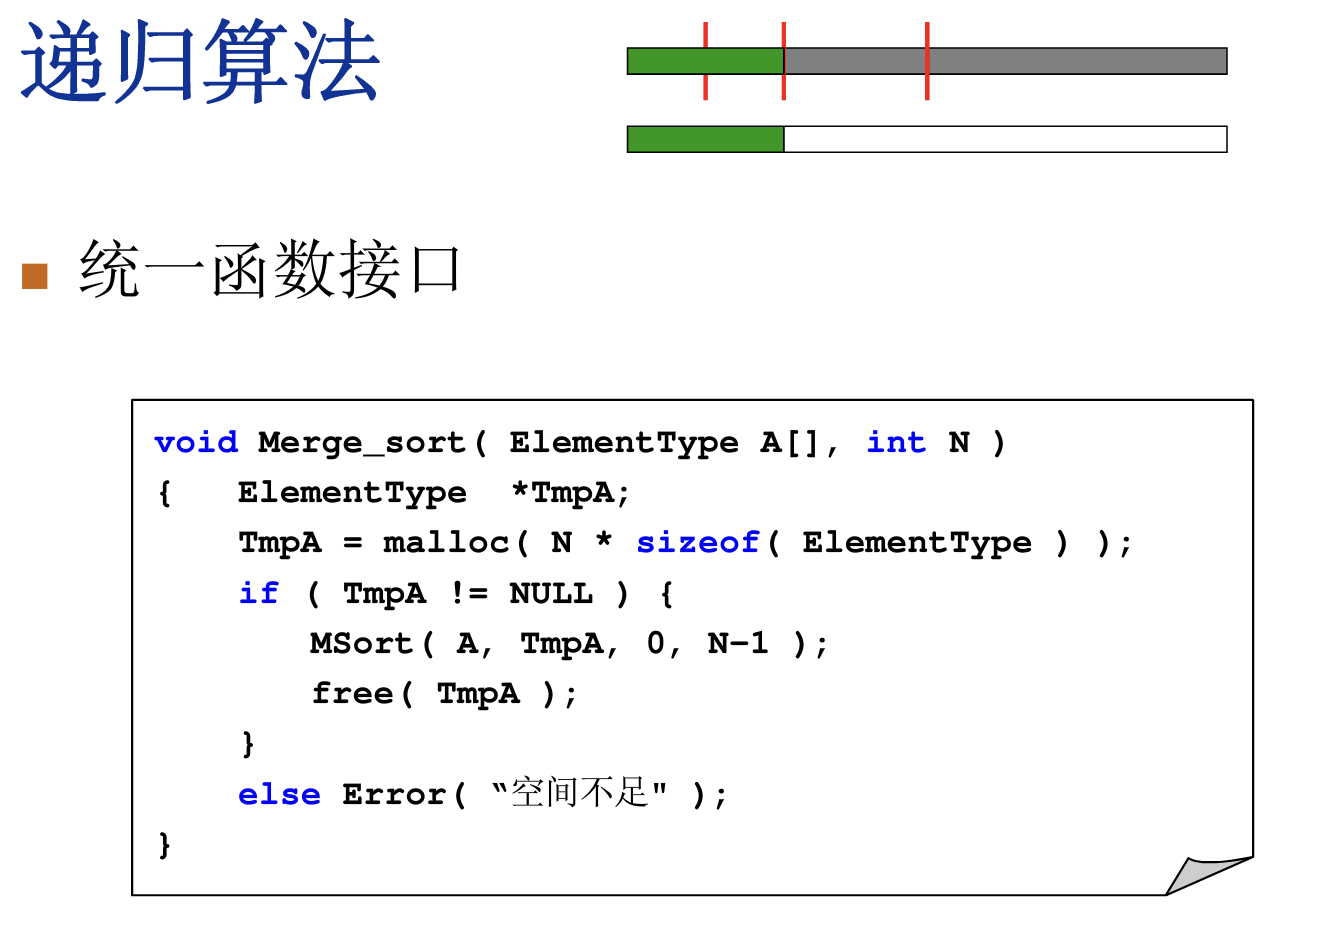 递归算法
统一函数接口
void Merge_sort( ElementType A[], int N )
{   ElementType  *TmpA;
    TmpA = malloc( N * sizeof( ElementType ) );
    if ( TmpA != NULL ) {
        MSort( A, TmpA, 0, N–1 );
        free( TmpA );
    }
    else Error( “空间不足" );
}